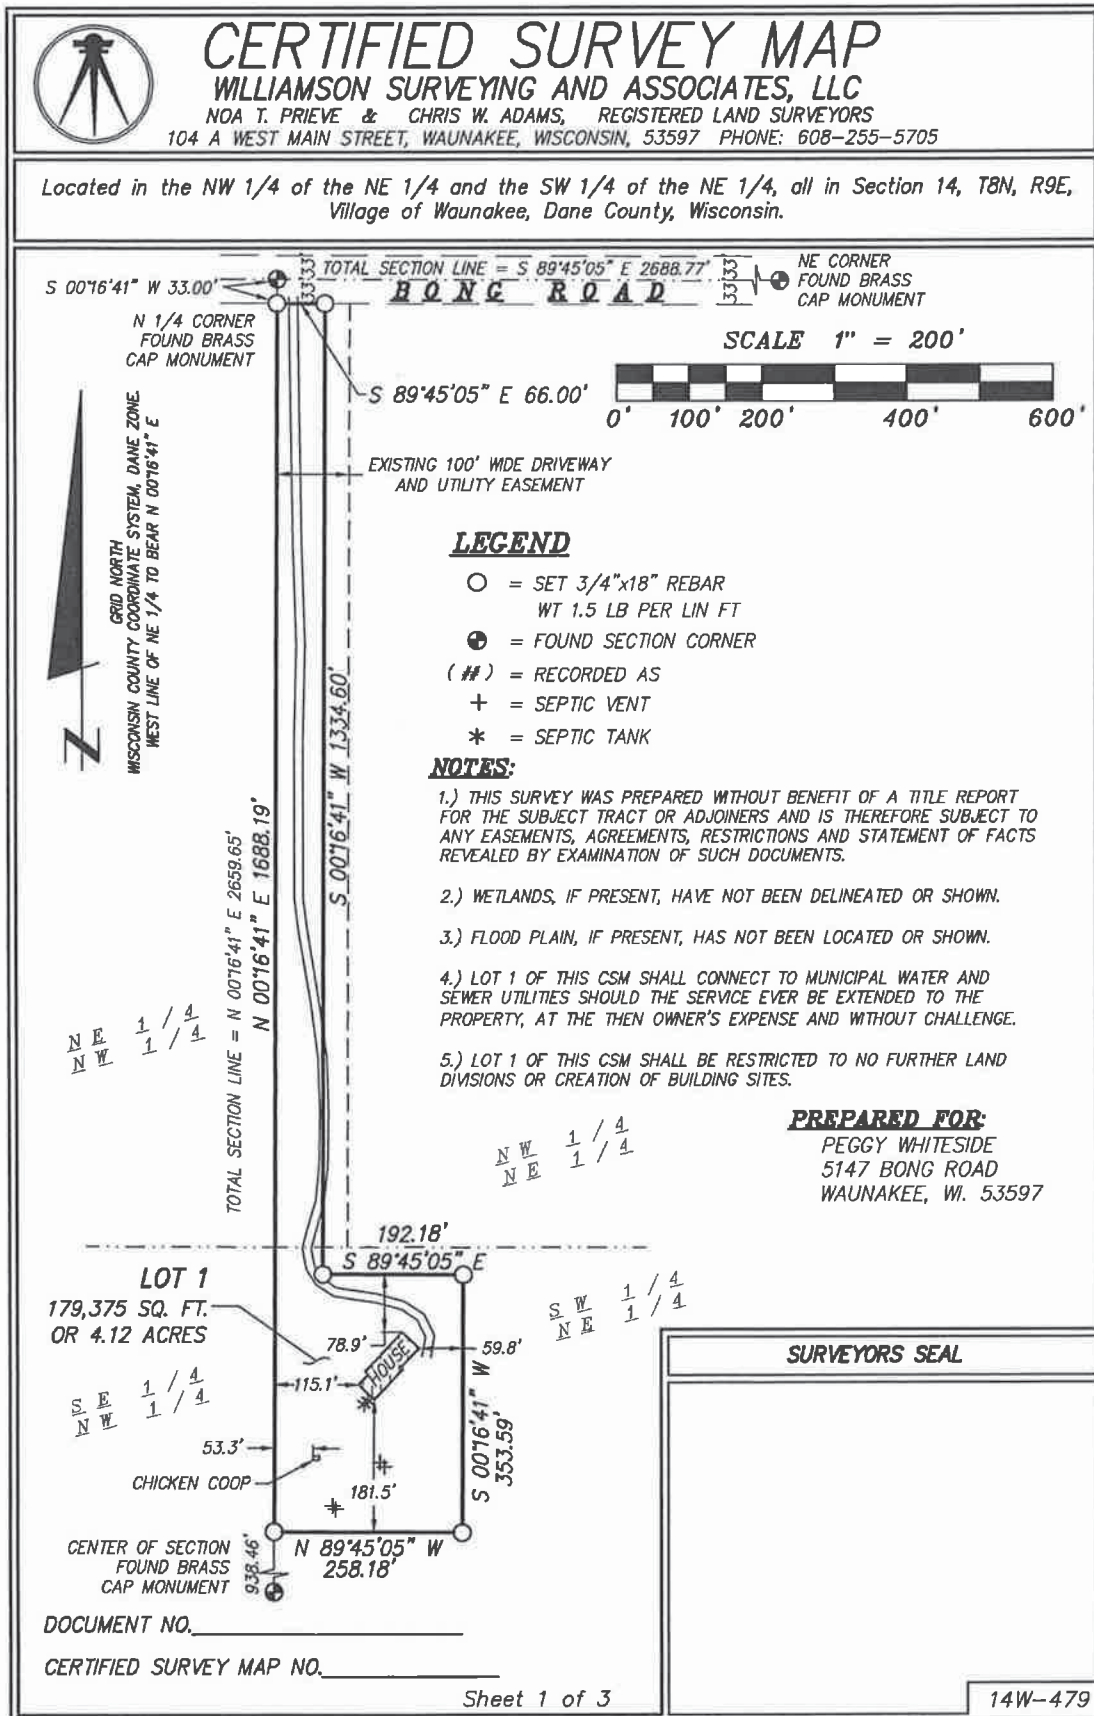 CERTIFIED SURVEY MAP
WILLIAMSON SURVEYING AND ASSOCIATES, LLC
NOA T. PRIEVE & CHRIS W. ADAMS, REGISTERED LAND SURVEYORS
104 A WEST MAIN STREET, WAUNAKEE, WISCONSIN, 53597 PHONE: 608-255-5705
Located in the NW 1/4 of the NE 1/4 and the SW 1/4 of the NE 1/4, all in Section 14, T8N, R9E,
Village of Waunakee, Dane County, Wisconsin.
S 00°16'41" W 33.00'
33' 33'
TOTAL SECTION LINE = S 89°45'05" E 2688.77'
BONG ROAD
33' 33'
NE CORNER
FOUND BRASS
CAP MONUMENT
N 1/4 CORNER
FOUND BRASS
CAP MONUMENT
SCALE 1" = 200'
0' 100' 200' 400' 600'
S 89°45'05" E 66.00'
EXISTING 100' WIDE DRIVEWAY
AND UTILITY EASEMENT
GRID NORTH
WISCONSIN COUNTY COORDINATE SYSTEM, DANE ZONE.
WEST LINE OF NE 1/4 TO BEAR N 00°16'41" E
N
LEGEND
= SET 3/4"x18" REBAR
WT 1.5 LB PER LIN FT
= FOUND SECTION CORNER
(#) = RECORDED AS
+ = SEPTIC VENT
* = SEPTIC TANK
NOTES:
1.) THIS SURVEY WAS PREPARED WITHOUT BENEFIT OF A TITLE REPORT
FOR THE SUBJECT TRACT OR ADJOINERS AND IS THEREFORE SUBJECT TO
ANY EASEMENTS, AGREEMENTS, RESTRICTIONS AND STATEMENT OF FACTS
REVEALED BY EXAMINATION OF SUCH DOCUMENTS.
2.) WETLANDS, IF PRESENT, HAVE NOT BEEN DELINEATED OR SHOWN.
3.) FLOOD PLAIN, IF PRESENT, HAS NOT BEEN LOCATED OR SHOWN.
4.) LOT 1 OF THIS CSM SHALL CONNECT TO MUNICIPAL WATER AND
SEWER UTILITIES SHOULD THE SERVICE EVER BE EXTENDED TO THE
PROPERTY, AT THE THEN OWNER'S EXPENSE AND WITHOUT CHALLENGE.
5.) LOT 1 OF THIS CSM SHALL BE RESTRICTED TO NO FURTHER LAND
DIVISIONS OR CREATION OF BUILDING SITES.
TOTAL SECTION LINE = N 00°16'41" E 2659.65'
N 00°16'41" E 1688.19'
S 00°16'41" W 1334.60'
NE 1/4
NW 1/4
NW 1/4
NE 1/4
PREPARED FOR:
PEGGY WHITESIDE
5147 BONG ROAD
WAUNAKEE, WI. 53597
192.18'
S 89°45'05" E
LOT 1
179,375 SQ. FT.
OR 4.12 ACRES
SW 1/4
NE 1/4
78.9'
HOUSE
59.8'
115.1'
SE 1/4
NW 1/4
S 00°16'41" W
353.59'
53.3'
CHICKEN COOP
181.5'
N 89°45'05" W
258.18'
CENTER OF SECTION
FOUND BRASS
CAP MONUMENT
938.46'
SURVEYORS SEAL
DOCUMENT NO.
CERTIFIED SURVEY MAP NO.
Sheet 1 of 3
14W-479